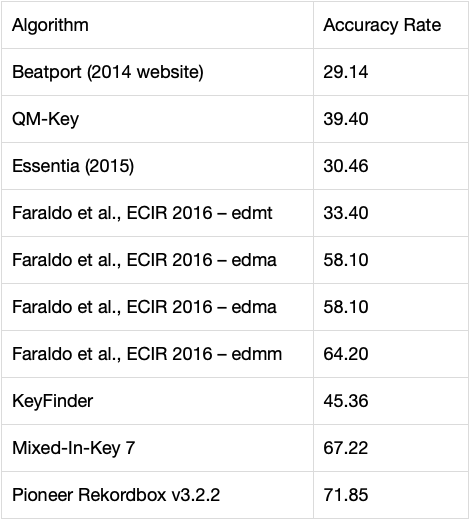 Algorithm Accuracy Rate
Beatport (2014 website) 29.14
QM-Key 39.40
Essentia (2015) 30.46
Faraldo et al., ECIR 2016 – edmt 33.40
Faraldo et al., ECIR 2016 – edma 58.10
Faraldo et al., ECIR 2016 – edma 58.10
Faraldo et al., ECIR 2016 – edmm 64.20
KeyFinder 45.36
Mixed-In-Key 7 67.22
Pioneer Rekordbox v3.2.2 71.85